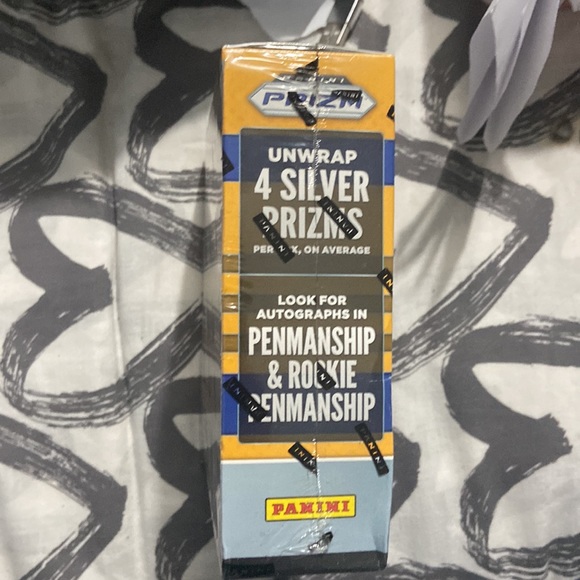 PRIZM
UNWRAP
4 SILVER
PRIZMS
PER BOX, ON AVERAGE
LOOK FOR
AUTOGRAPHS IN
PENMANSHIP
& ROOKIE
PENMANSHIP
PANINI